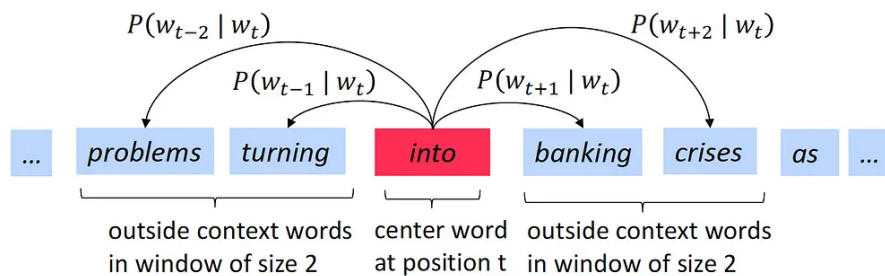 P(w_{t−2} | w_t) P(w_{t+2} | w_t)
P(w_{t−1} | w_t) P(w_{t+1} | w_t)
... problems turning into banking crises as ...
outside context words center word outside context words
in window of size 2 at position t in window of size 2